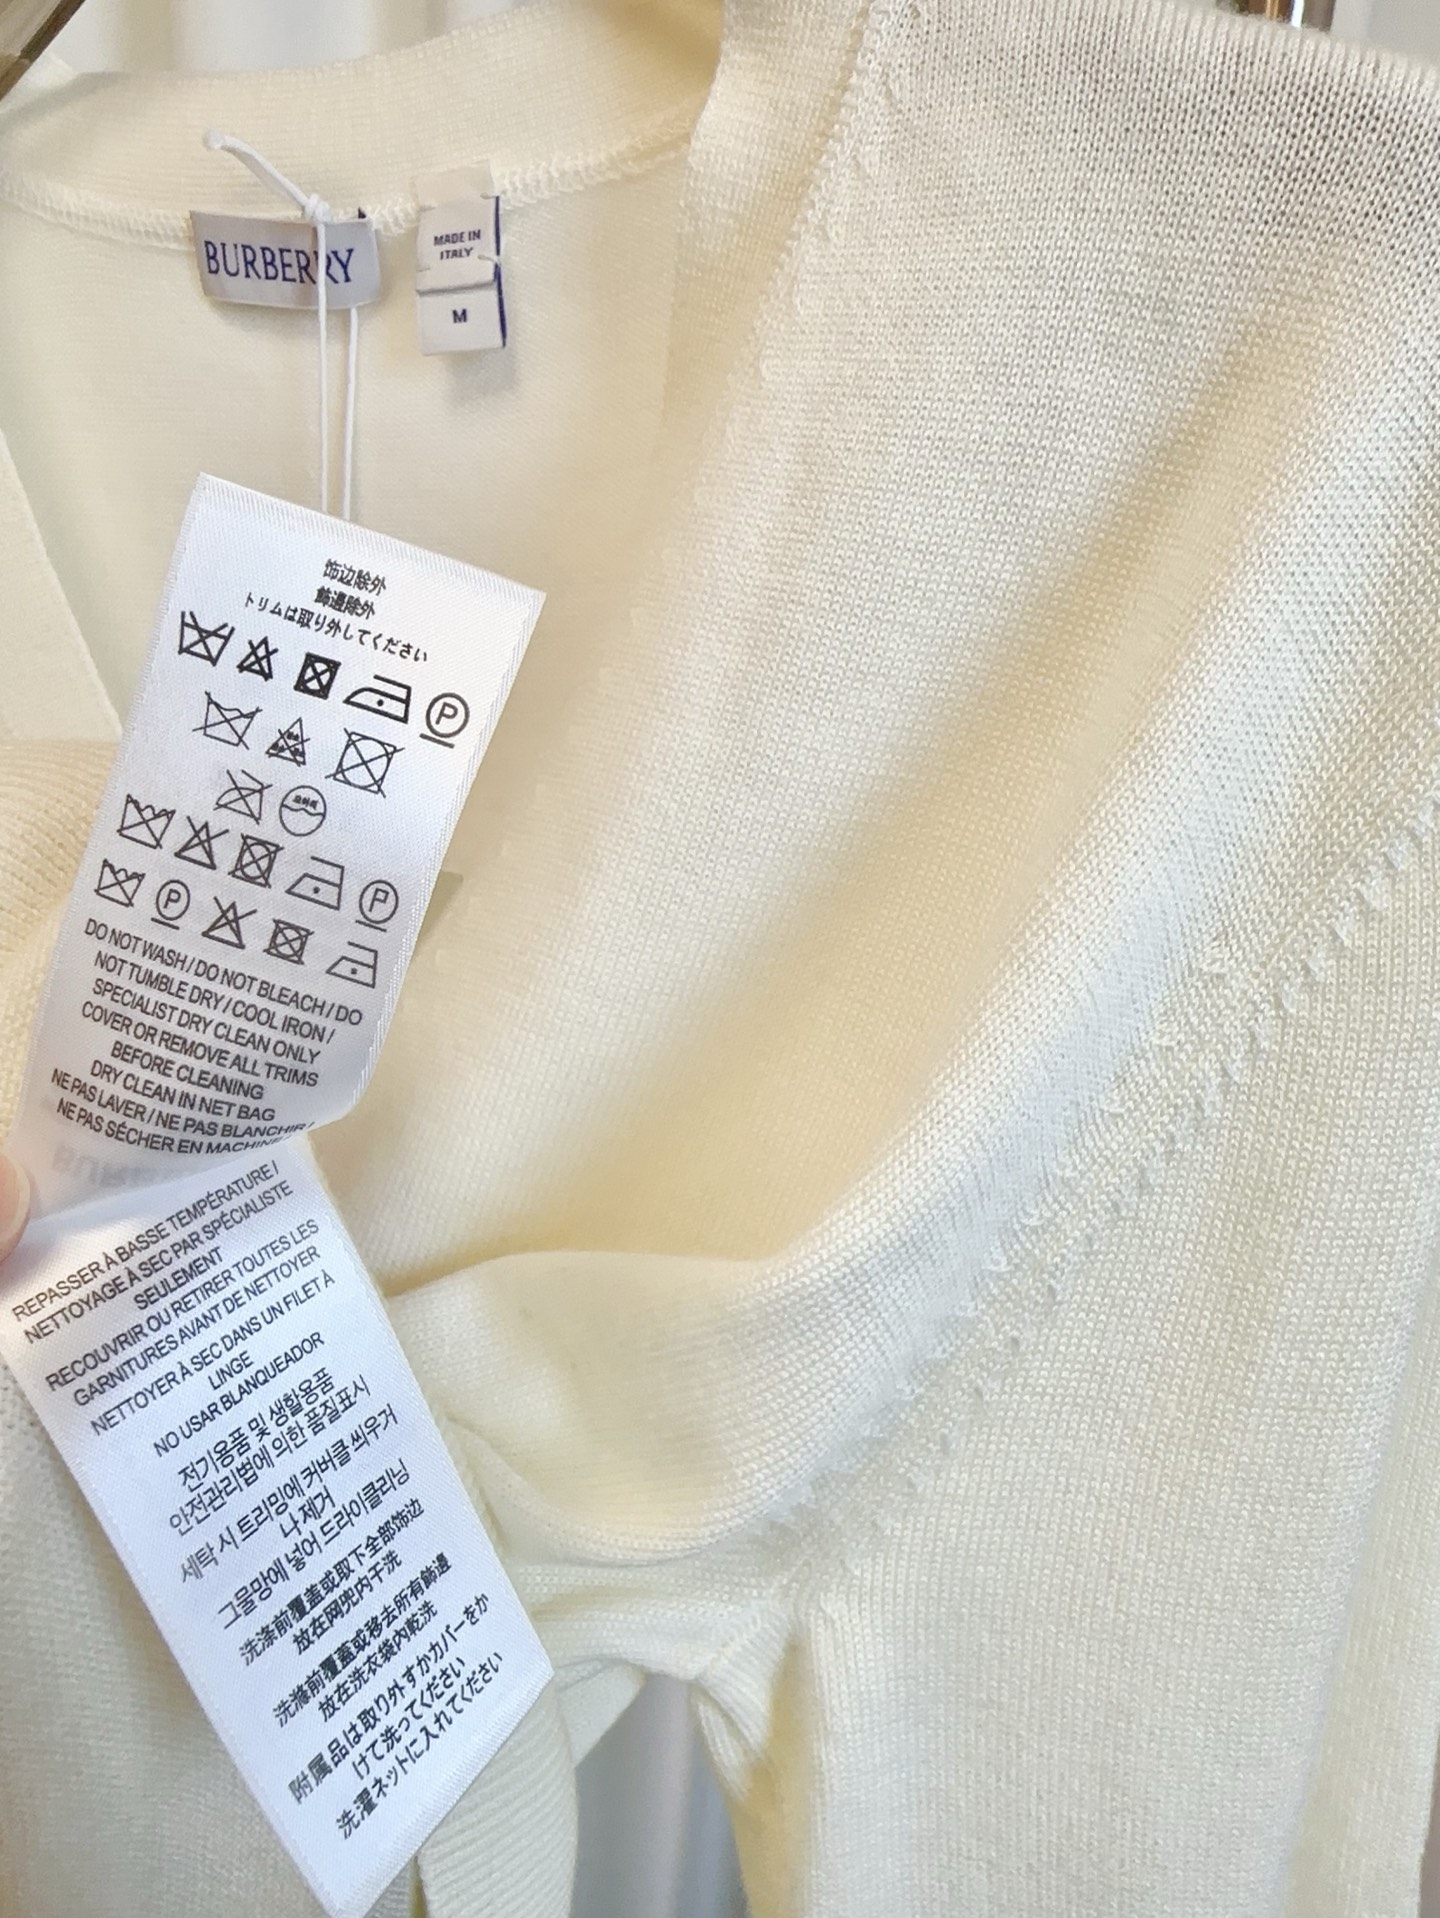 BURBERRY
MADE IN
ITALY
M
饰边除外
飾邊除外
トリムは取り外してください
P
P
P
DO NOT WASH / DO NOT BLEACH / DO
NOT TUMBLE DRY / COOL IRON /
SPECIALIST DRY CLEAN ONLY
COVER OR REMOVE ALL TRIMS
BEFORE CLEANING
DRY CLEAN IN NET BAG
NE PAS LAVER / NE PAS BLANCHIR /
NE PAS SÉCHER EN MACHINE
REPASSER À BASSE TEMPÉRATURE /
NETTOYAGE À SEC PAR SPÉCIALISTE
SEULEMENT
RECOUVRIR OU RETIRER TOUTES LES
GARNITURES AVANT DE NETTOYER
NETTOYER À SEC DANS UN FILET À
LINGE
NO USAR BLANQUEADOR
전기용품 및 생활용품
안전관리법에 의한 품질표시
세탁 시 트리밍에 커버를 씌우거
나 제거
그물망에 넣어 드라이클리닝
洗涤前覆盖或取下全部饰边
放在网兜内干洗
洗滌前覆蓋或移去所有飾邊
放在洗衣袋內乾洗
附属品は取り外すかカバーをか
けて洗ってください
洗濯ネットに入れてください